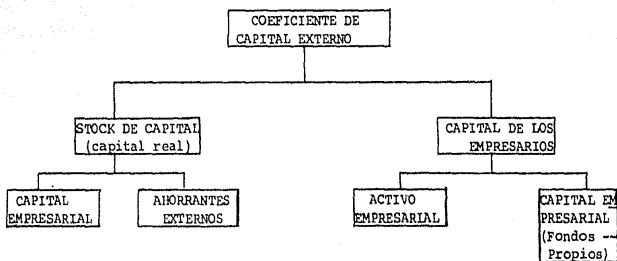 COEFICIENTE DE
CAPITAL EXTERNO
STOCK DE CAPITAL
(capital real)
CAPITAL DE LOS
EMPRESARIOS
CAPITAL
EMPRESARIAL
AHORRANTES
EXTERNOS
ACTIVO
EMPRESARIAL
CAPITAL EM
PRESARIAL
(Fondos --
Propios)